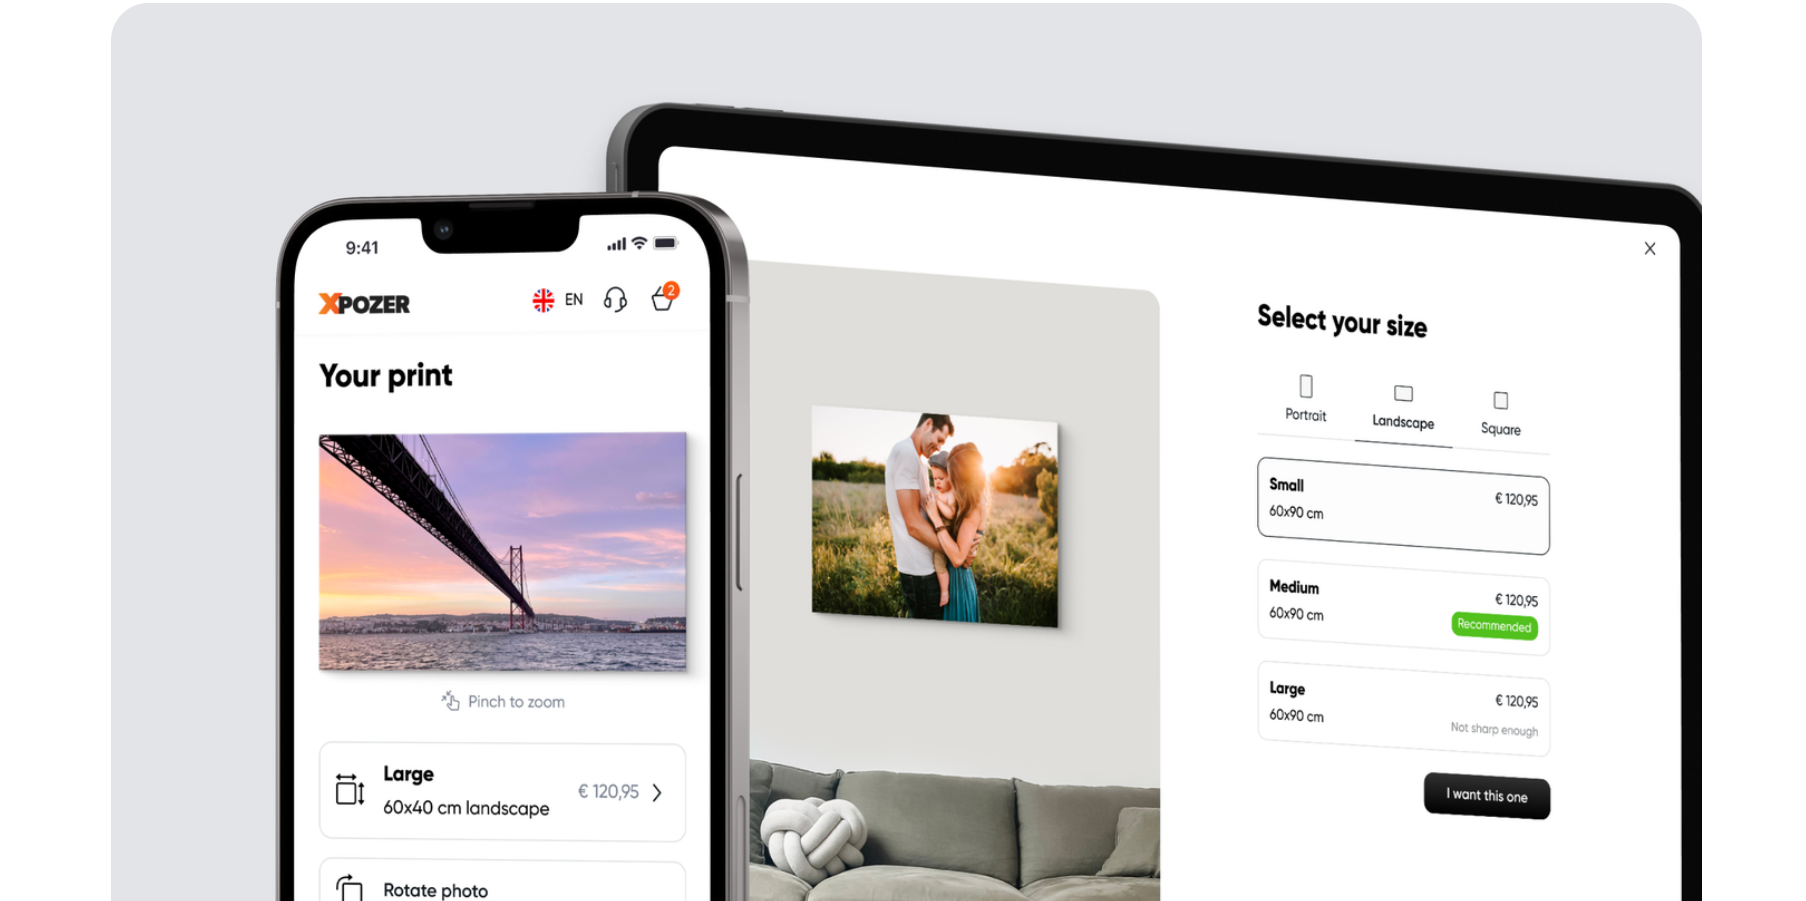 9:41
XPOZER
EN
2
Your print
Pinch to zoom
Large
60x40 cm landscape
€ 120,95
Rotate photo
X
Select your size
Portrait
Landscape
Square
Small
€ 120,95
60x90 cm
Medium
€ 120,95
60x90 cm
Recommended
Large
€ 120,95
60x90 cm
Not sharp enough
I want this one